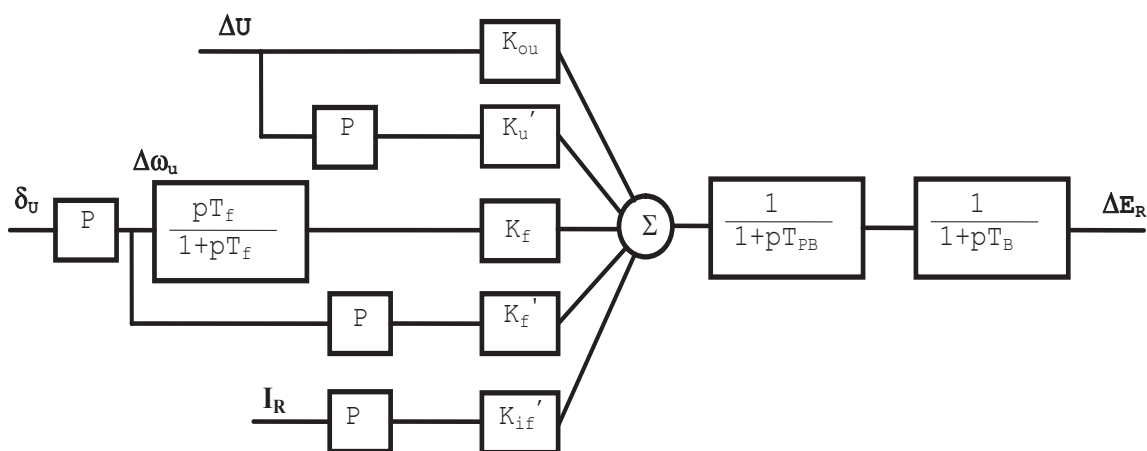 ΔU
K_ou
P
K_u′
Δω_u
δ_U
P
pT_f
1+pT_f
K_f
Σ
1
1+pT_PB
1
1+pT_B
ΔE_R
P
K_f'
I_R
P
K_if′